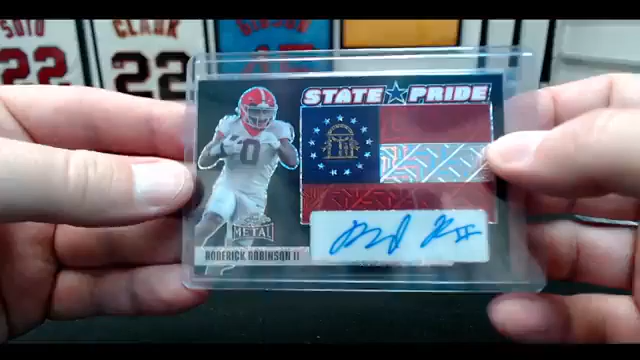 SOTO
CLARK
22
22
STATE★PRIDE
0
METAL
RODERICK ROBINSON II